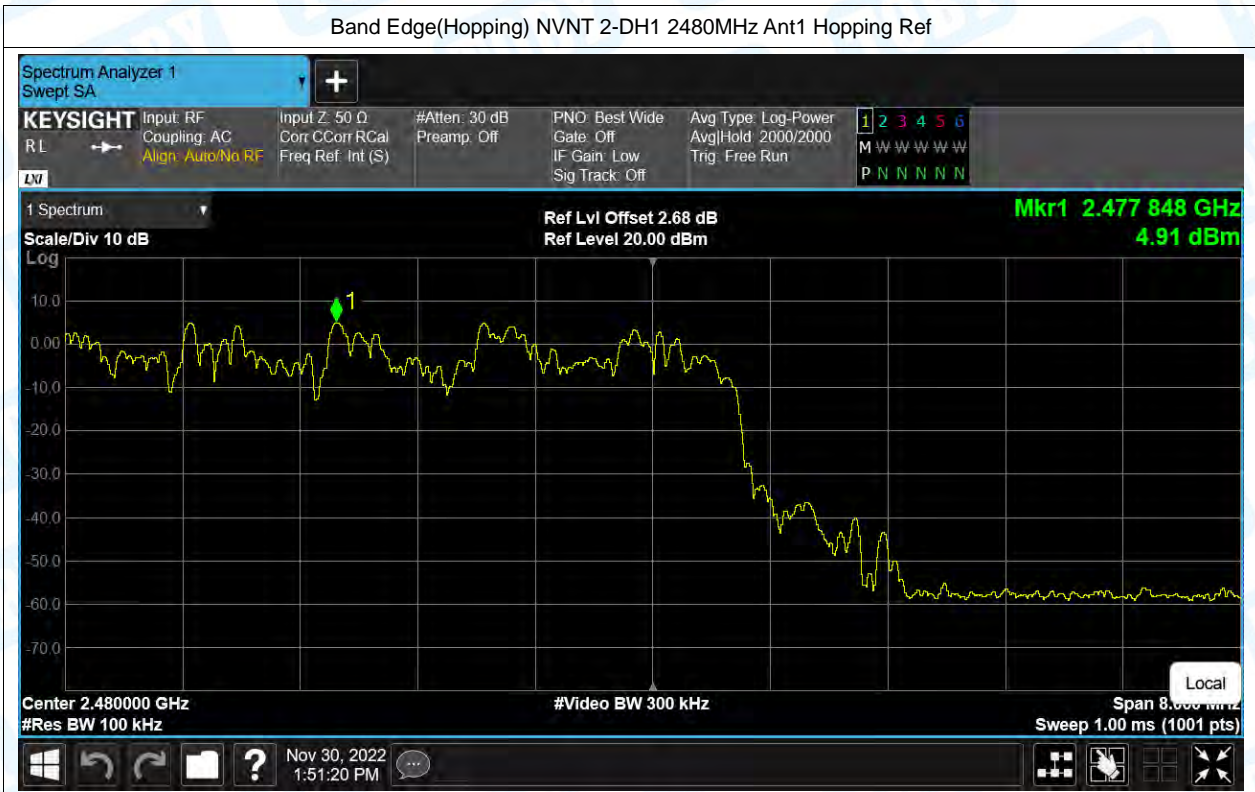 Band Edge(Hopping) NVNT 2-DH1 2480MHz Ant1 Hopping Ref
Spectrum Analyzer 1
Swept SA
KEYSIGHT
RL
LXI
Input: RF
Coupling: AC
Align: Auto/No RF
Input Z: 50 Ω
Corr CCorr RCal
Freq Ref: Int (S)
#Atten: 30 dB
Preamp: Off
PNO: Best Wide
Gate: Off
IF Gain: Low
Sig Track: Off
Avg Type: Log-Power
Avg|Hold: 2000/2000
Trig: Free Run
1 2 3 4 5 6
M W W W W W
P N N N N N
1 Spectrum
Scale/Div 10 dB
Ref Lvl Offset 2.68 dB
Ref Level 20.00 dBm
Mkr1 2.477 848 GHz
4.91 dBm
Log
1
10.0
0.00
-10.0
-20.0
-30.0
-40.0
-50.0
-60.0
-70.0
Local
Center 2.480000 GHz
#Res BW 100 kHz
#Video BW 300 kHz
Span
Sweep 1.00 ms (1001 pts)
?
Nov 30, 2022
1:51:20 PM